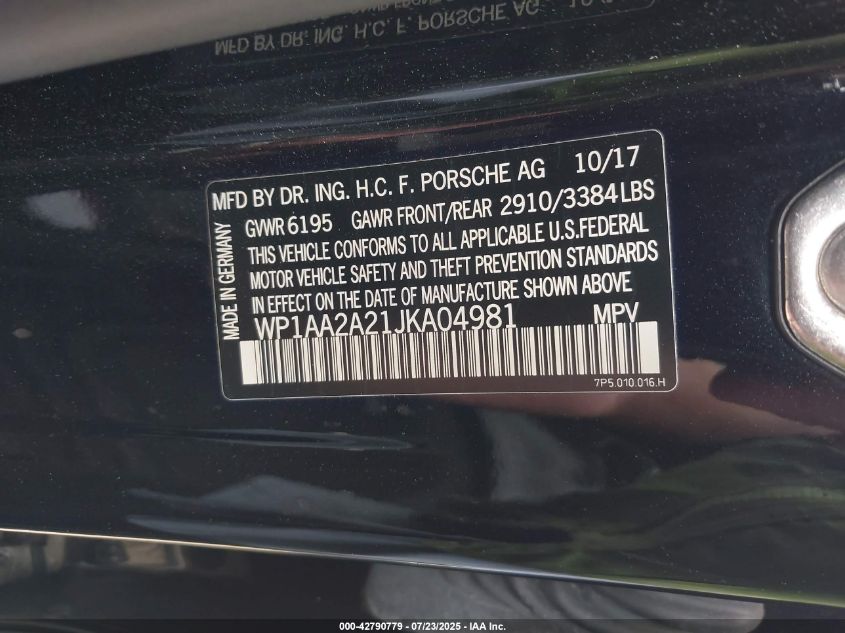 MFD BY DR. ING. H.C. F. PORSCHE AG
MFD BY DR. ING. H.C. F. PORSCHE AG 10/17
GVWR 6195 GAWR FRONT/REAR 2910/3384 LBS
THIS VEHICLE CONFORMS TO ALL APPLICABLE U.S.FEDERAL
MOTOR VEHICLE SAFETY AND THEFT PREVENTION STANDARDS
IN EFFECT ON THE DATE OF MANUFACTURE SHOWN ABOVE
WP1AA2A21JKA04981 MPV
MADE IN GERMANY
7P5.010.016.H
000-42790779 - 07/23/2025 - IAA Inc.